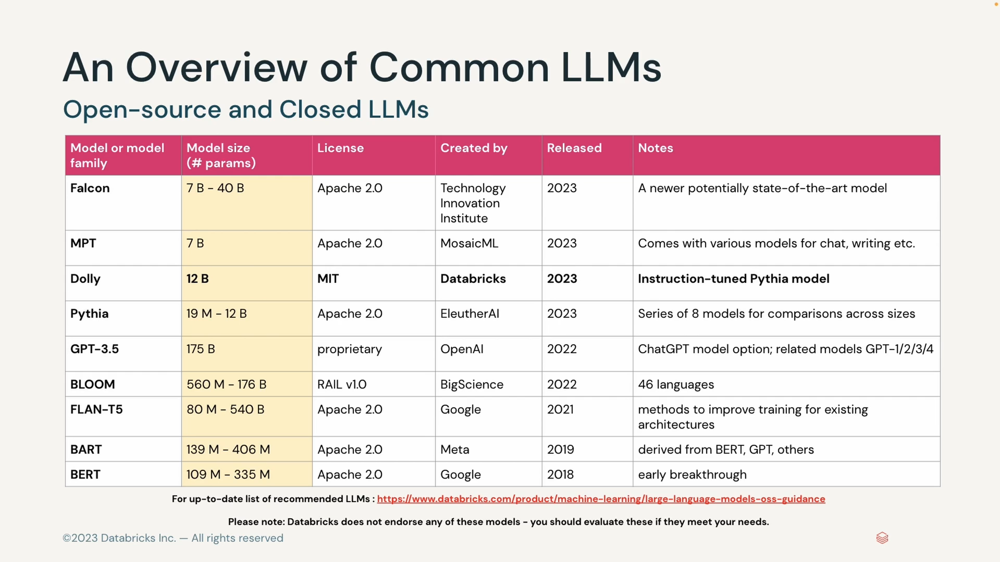 An Overview of Common LLMs
Open-source and Closed LLMs
Model or model family | Model size (# params) | License | Created by | Released | Notes
Falcon | 7 B – 40 B | Apache 2.0 | Technology Innovation Institute | 2023 | A newer potentially state-of-the-art model
MPT | 7 B | Apache 2.0 | MosaicML | 2023 | Comes with various models for chat, writing etc.
Dolly | 12 B | MIT | Databricks | 2023 | Instruction-tuned Pythia model
Pythia | 19 M – 12 B | Apache 2.0 | EleutherAI | 2023 | Series of 8 models for comparisons across sizes
GPT-3.5 | 175 B | proprietary | OpenAI | 2022 | ChatGPT model option; related models GPT-1/2/3/4
BLOOM | 560 M – 176 B | RAIL v1.0 | BigScience | 2022 | 46 languages
FLAN-T5 | 80 M – 540 B | Apache 2.0 | Google | 2021 | methods to improve training for existing architectures
BART | 139 M – 406 M | Apache 2.0 | Meta | 2019 | derived from BERT, GPT, others
BERT | 109 M – 335 M | Apache 2.0 | Google | 2018 | early breakthrough
For up-to-date list of recommended LLMs : https://www.databricks.com/product/machine-learning/large-language-models-oss-guidance
Please note: Databricks does not endorse any of these models – you should evaluate these if they meet your needs.
©2023 Databricks Inc. — All rights reserved